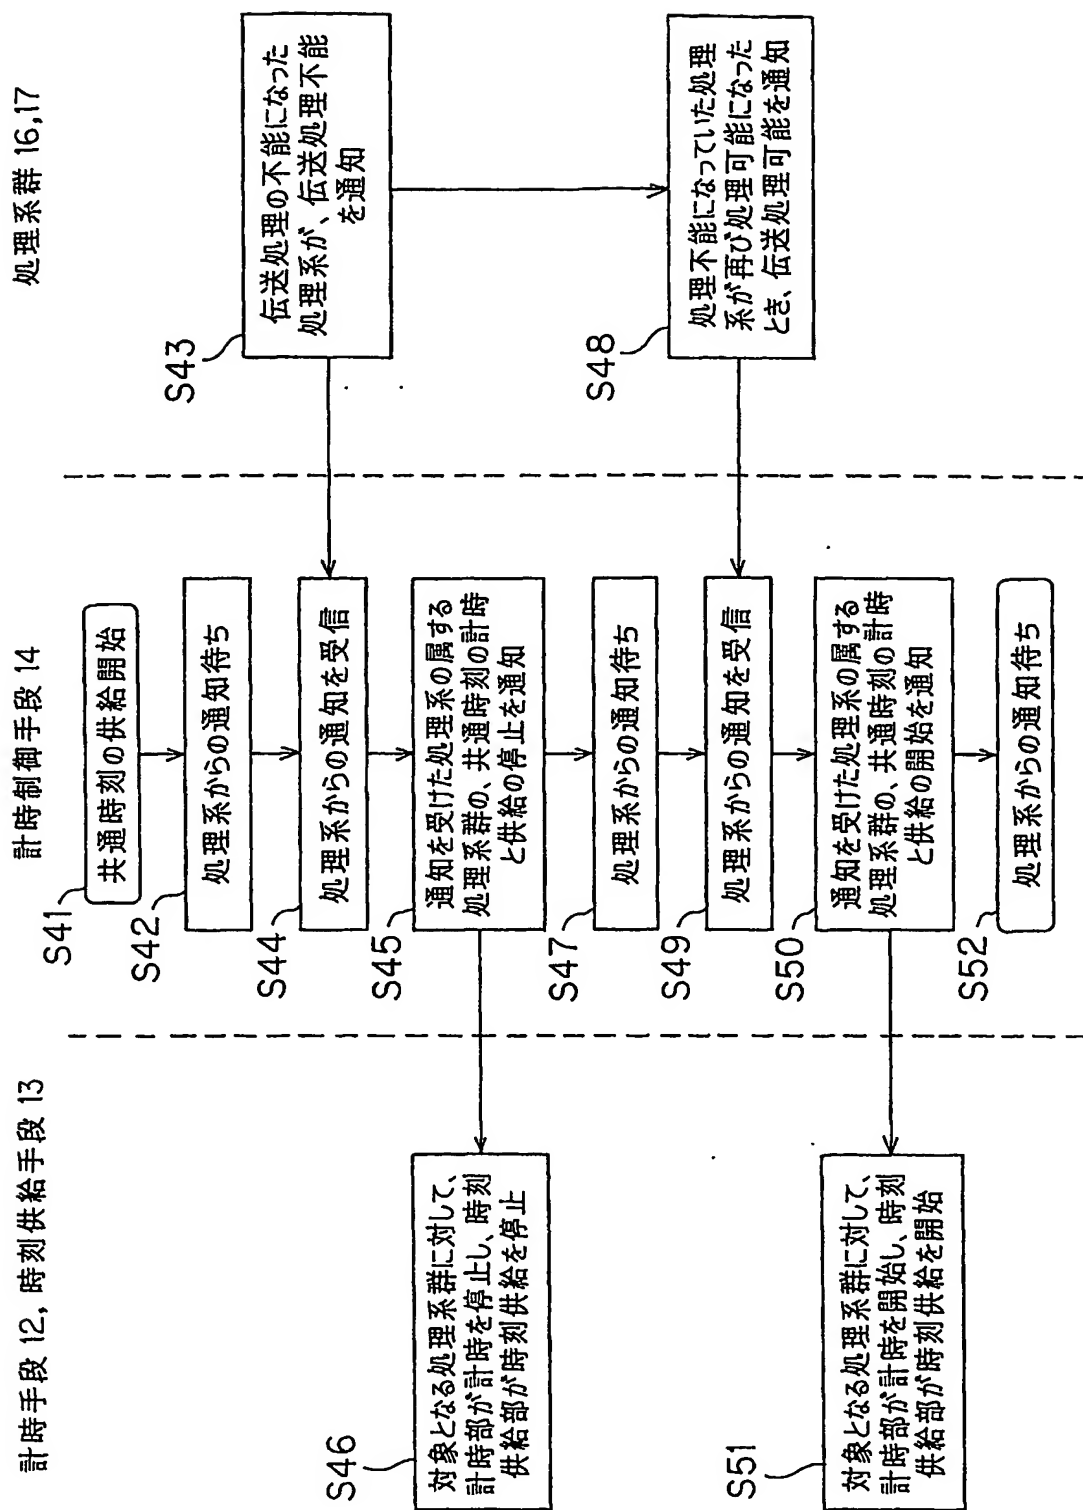 計時手段 12, 時刻供給手段 13
計時制御手段 14
処理系群 16,17
S41
共通時刻の供給開始
S42
処理系からの通知待ち
S43
伝送処理の不能になった
処理系が、伝送処理不能
を通知
S44
処理系からの通知を受信
S45
通知を受けた処理系の属する
処理系群の、共通時刻の計時
と供給の停止を通知
S46
対象となる処理系群に対して、
計時部が計時を停止し、時刻
供給部が時刻供給を停止
S47
処理系からの通知待ち
S48
処理不能になっていた処理
系が再び処理可能になった
とき、伝送処理可能を通知
S49
処理系からの通知を受信
S50
通知を受けた処理系の属する
処理系群の、共通時刻の計時
と供給の開始を通知
S51
対象となる処理系群に対して、
計時部が計時を開始し、時刻
供給部が時刻供給を開始
S52
処理系からの通知待ち